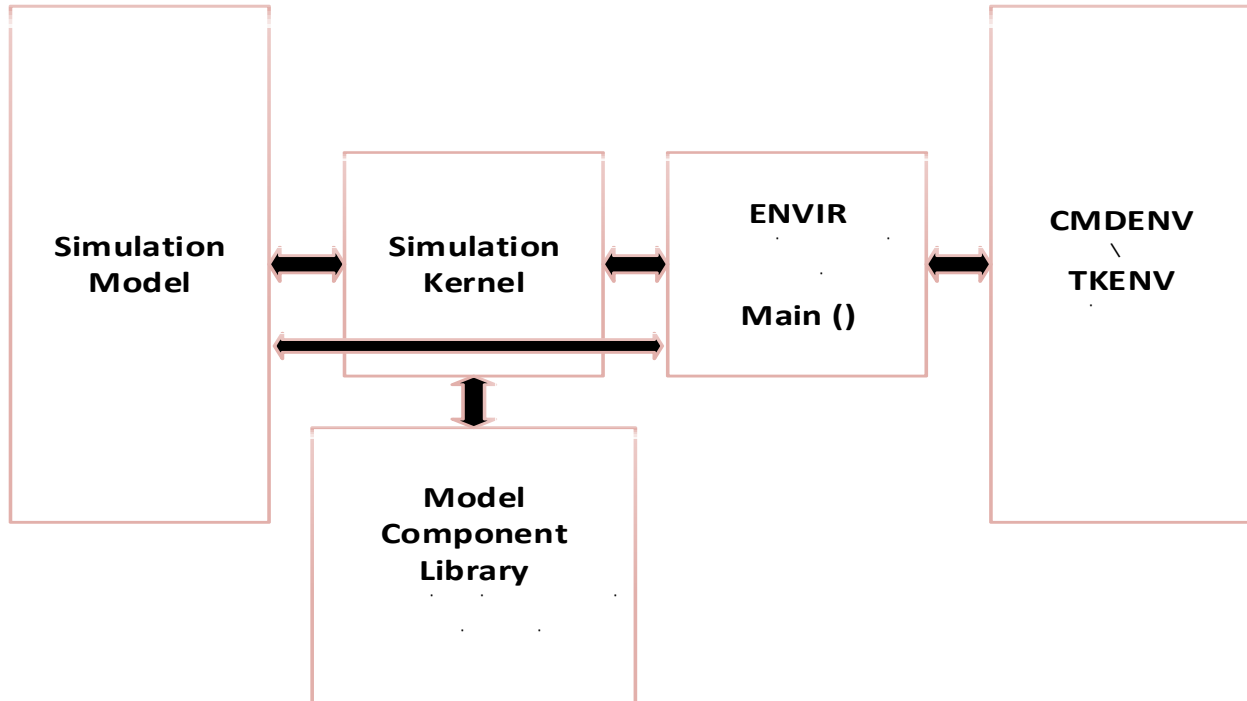 Simulation
Model
Simulation
Kernel
ENVIR
Main ()
CMDENV
\
TKENV
Model
Component
Library